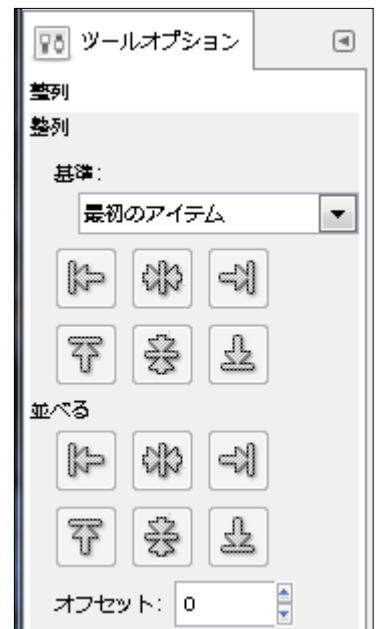 ツールオプション
整列
整列
基準:
最初のアイテム
並べる
オフセット: 0